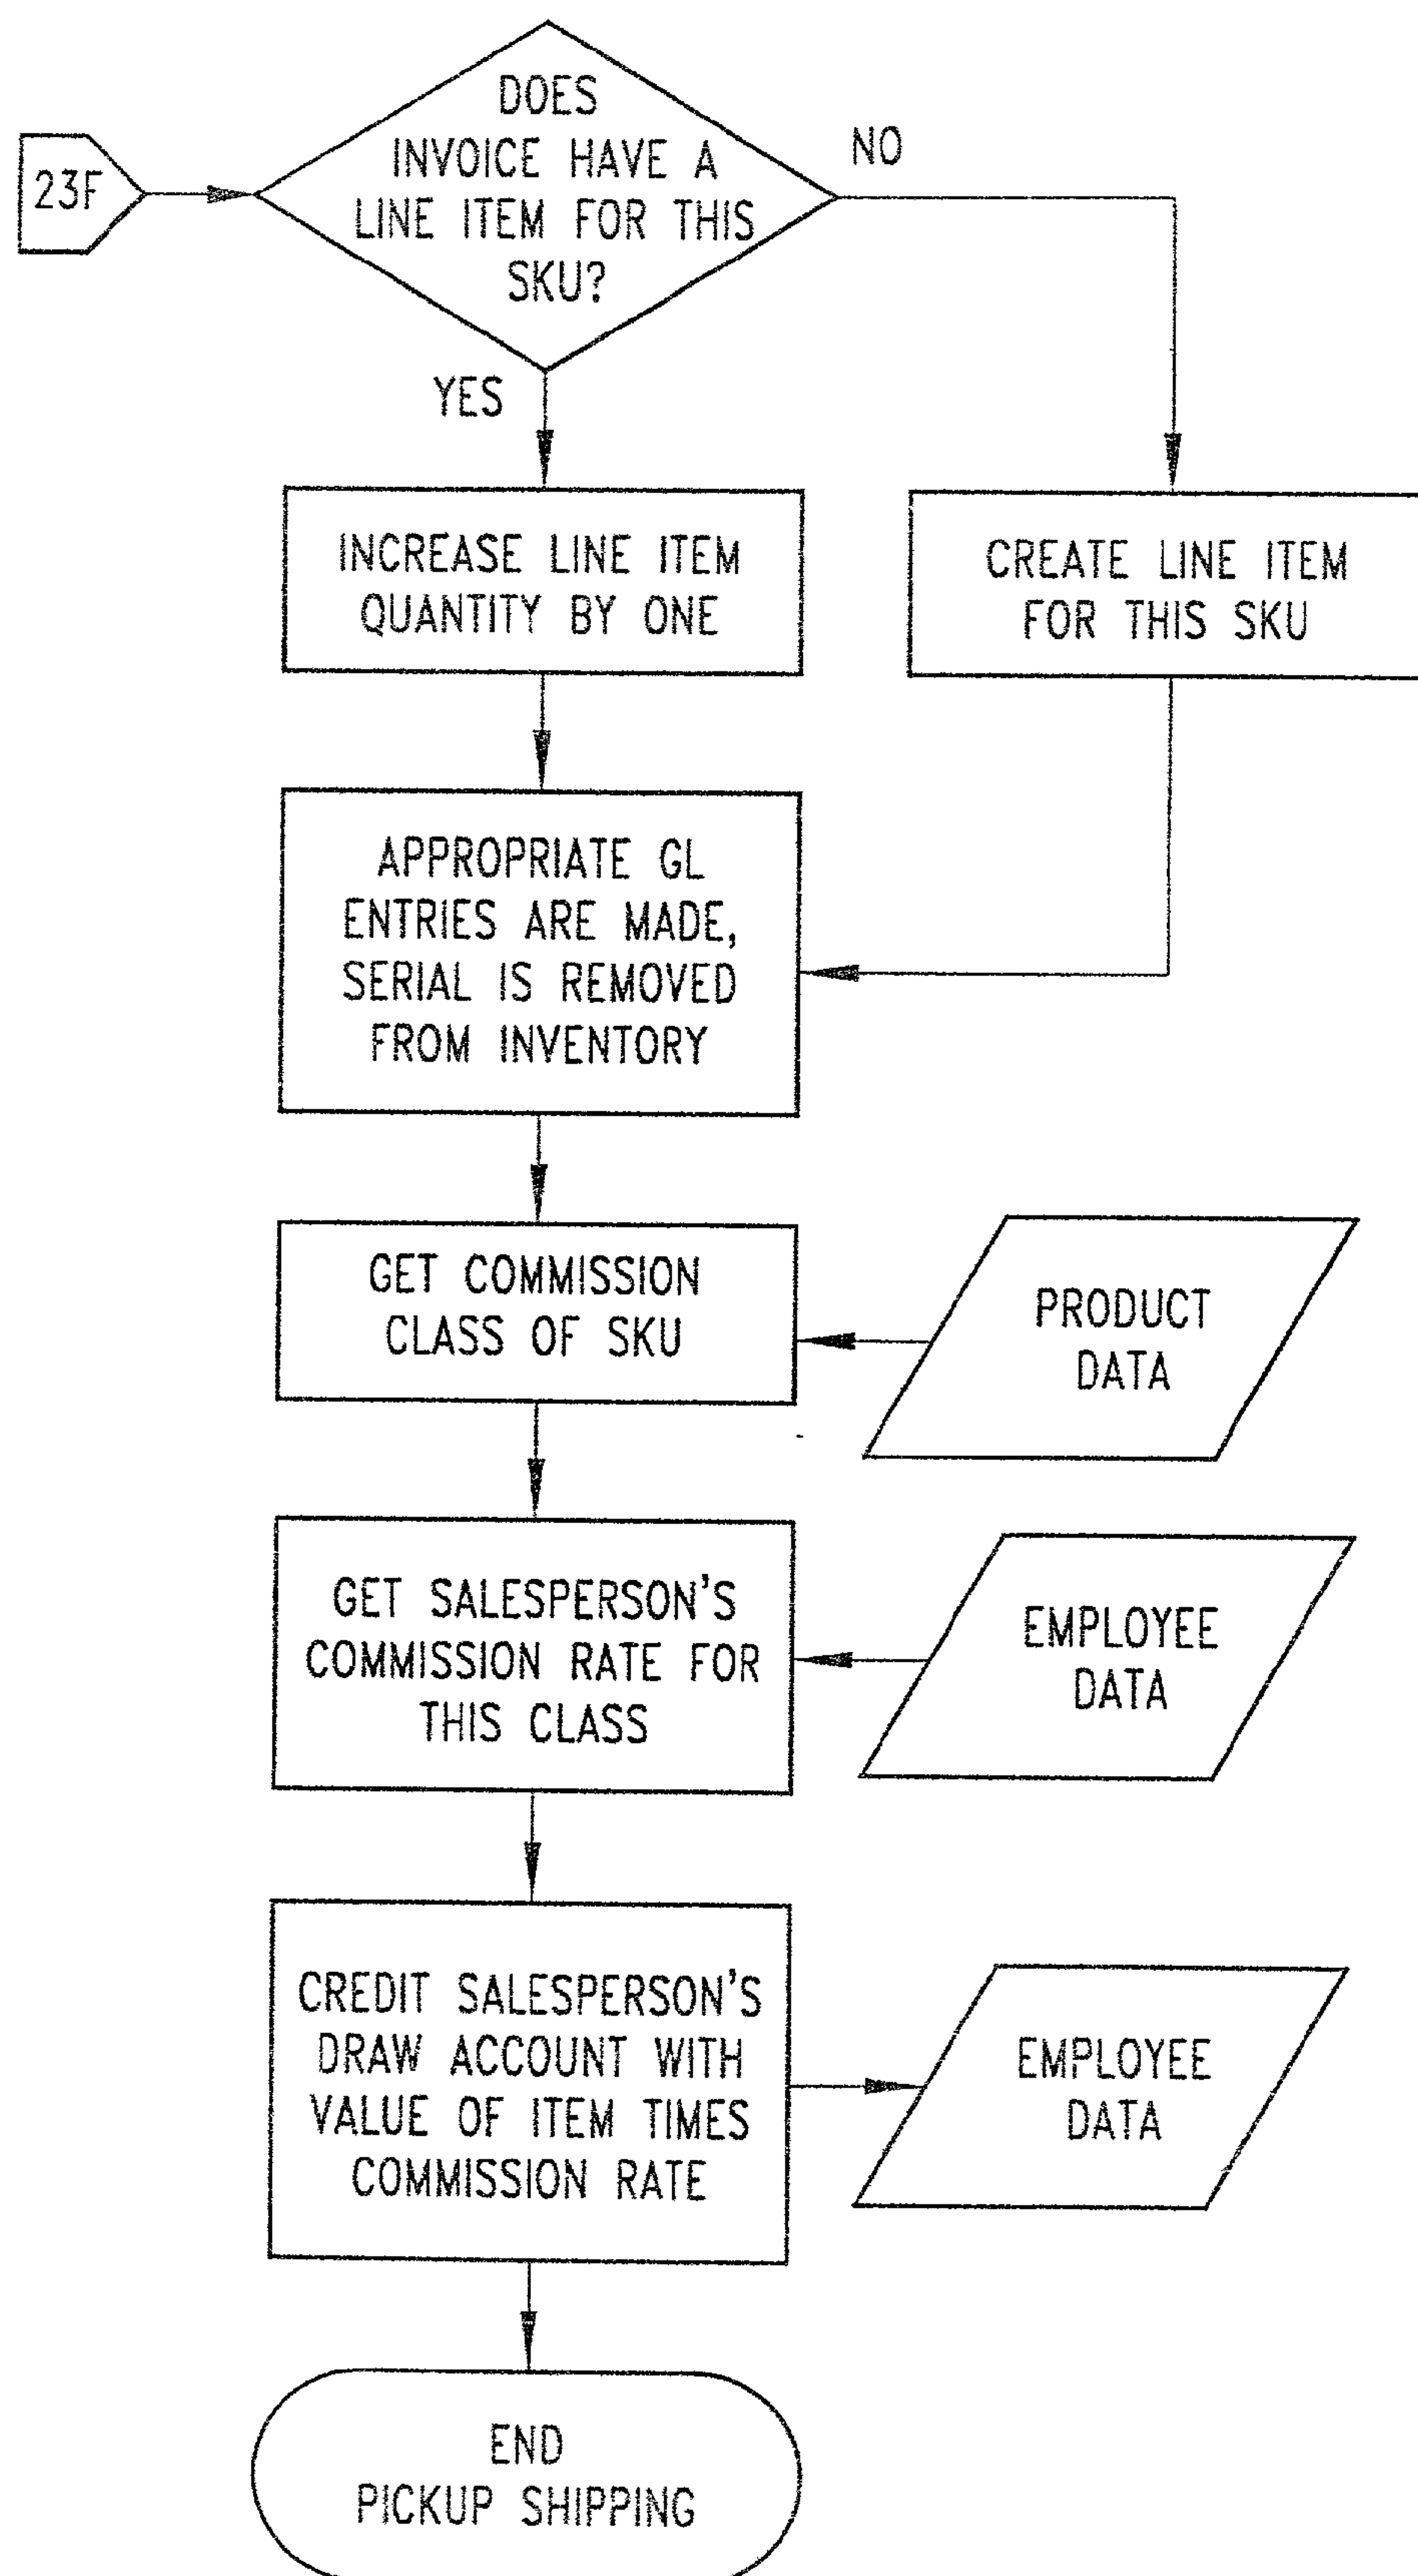 23F
DOES
INVOICE HAVE A
LINE ITEM FOR THIS
SKU?
NO
YES
INCREASE LINE ITEM
QUANTITY BY ONE
CREATE LINE ITEM
FOR THIS SKU
APPROPRIATE GL
ENTRIES ARE MADE,
SERIAL IS REMOVED
FROM INVENTORY
GET COMMISSION
CLASS OF SKU
PRODUCT
DATA
GET SALESPERSON'S
COMMISSION RATE FOR
THIS CLASS
EMPLOYEE
DATA
CREDIT SALESPERSON'S
DRAW ACCOUNT WITH
VALUE OF ITEM TIMES
COMMISSION RATE
EMPLOYEE
DATA
END
PICKUP SHIPPING